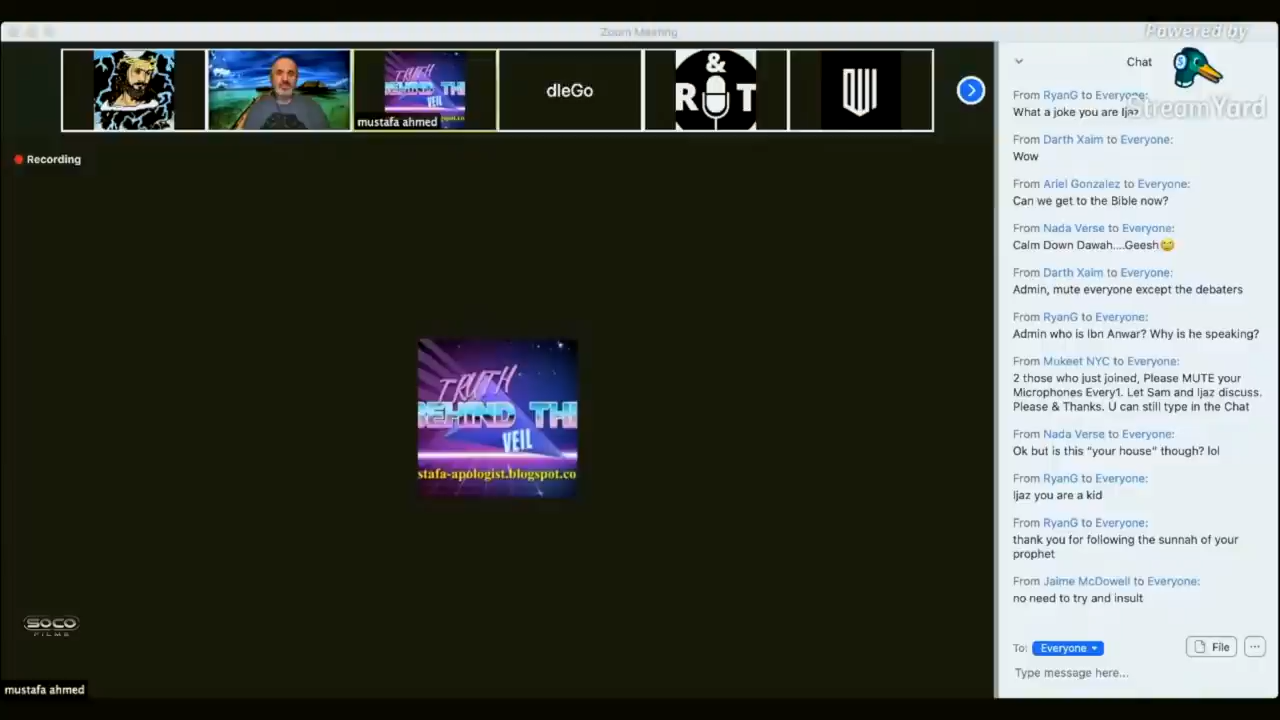 Zoom Meeting
Powered by
StreamYard
mustafa ahmed
dleGo
&
R T
Recording
TRUTH
BEHIND THE
VEIL
stafa-apologist.blogspot.co
SOCO
FILMS
mustafa ahmed
Chat
From RyanG to Everyone:
What a joke you are Ijaz
From Darth Xaim to Everyone:
Wow
From Ariel Gonzalez to Everyone:
Can we get to the Bible now?
From Nada Verse to Everyone:
Calm Down Dawah....Geesh😅
From Darth Xaim to Everyone:
Admin, mute everyone except the debaters
From RyanG to Everyone:
Admin who is Ibn Anwar? Why is he speaking?
From Mukeet NYC to Everyone:
2 those who just joined, Please MUTE your
Microphones Every1. Let Sam and Ijaz discuss.
Please & Thanks. U can still type in the Chat
From Nada Verse to Everyone:
Ok but is this “your house” though? lol
From RyanG to Everyone:
Ijaz you are a kid
From RyanG to Everyone:
thank you for following the sunnah of your
prophet
From Jaime McDowell to Everyone:
no need to try and insult
To: Everyone
File
Type message here...